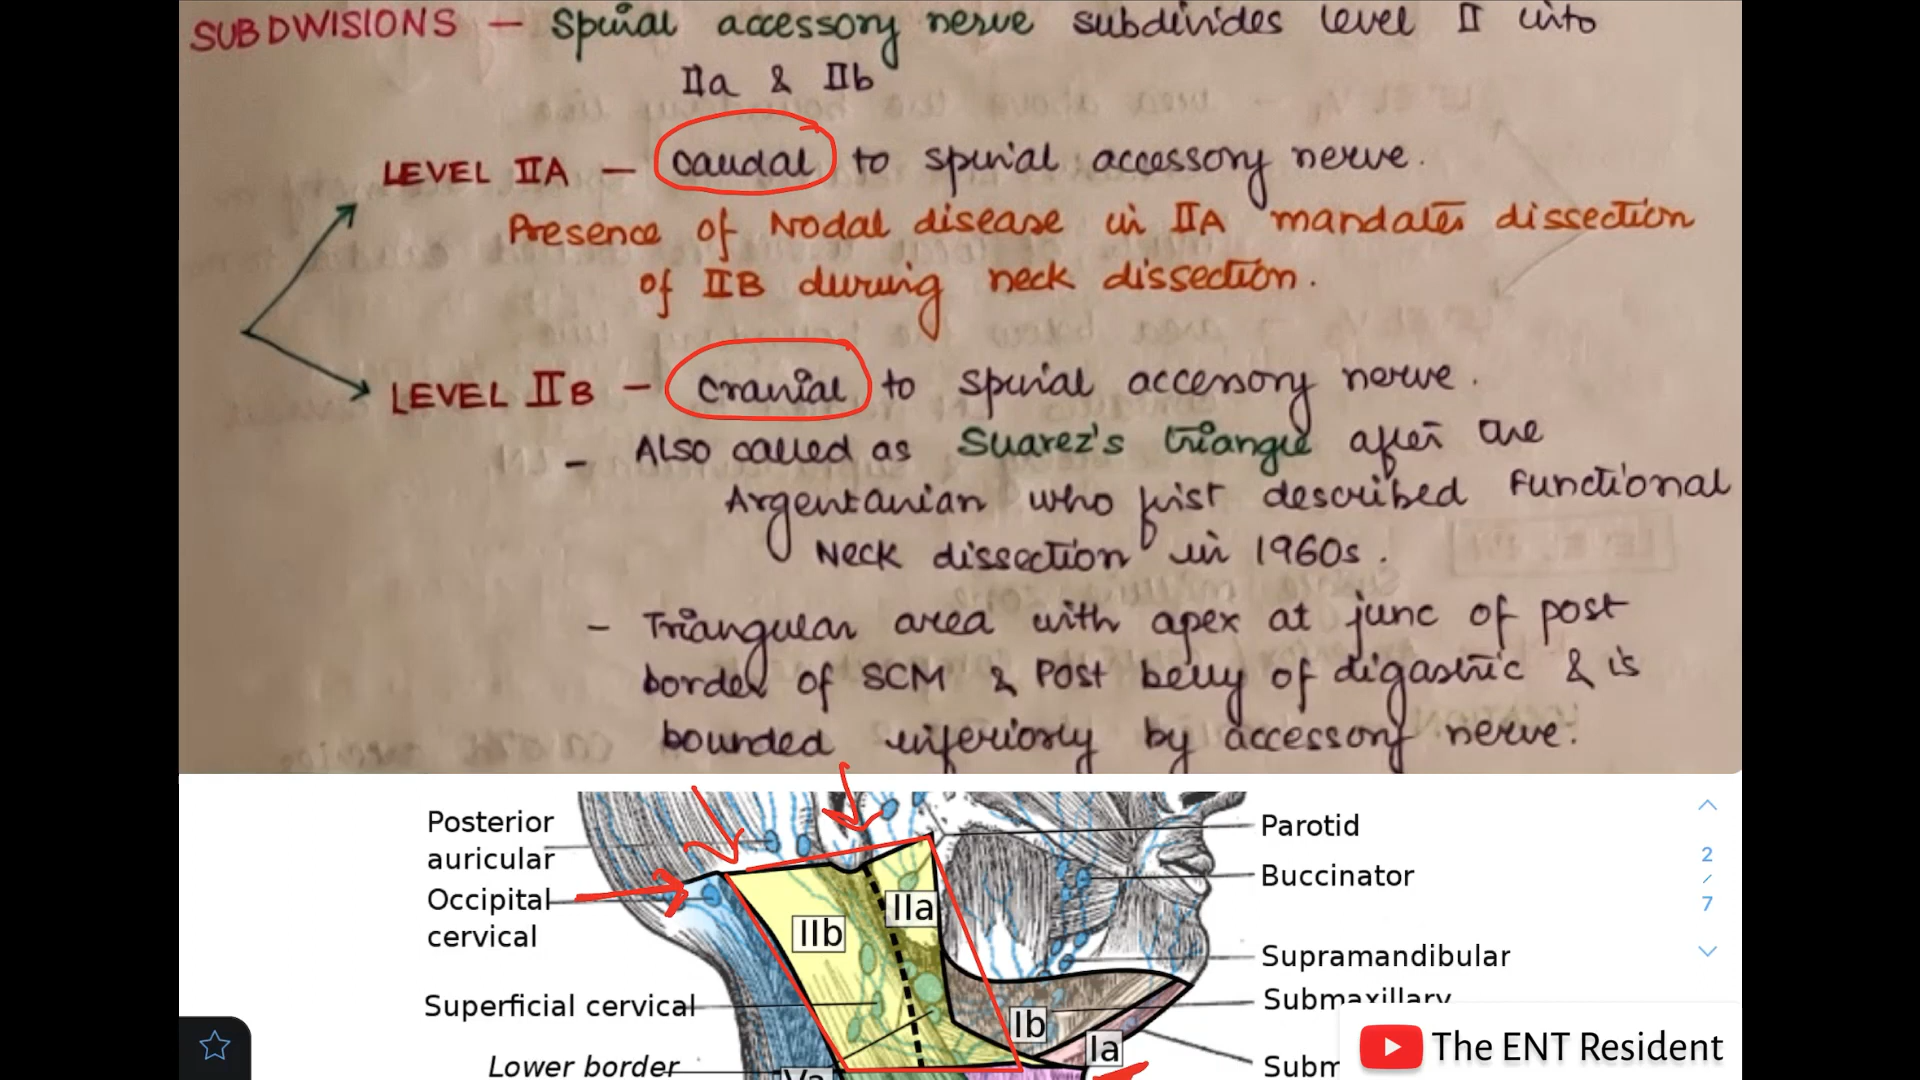 SUBDWISIONS — Spinal accessory nerve subdivides level II into
IIa & IIb
LEVEL IIA — caudal to spinal accessory nerve.
Presence of Nodal disease in IIA mandates dissection
of IIB during neck dissection.
LEVEL IIB — cranial to spinal accessory nerve.
- Also called as Suarez's triangle after the
Argentanian who first described Functional
Neck dissection in 1960s.
- Triangular area with apex at junc of post
border of SCM & Post belly of digastric & is
bounded inferiorly by accessory nerve.
Posterior
auricular
Occipital
cervical
Superficial cervical
Lower border
IIb
IIa
Ib
Ia
Va
Parotid
Buccinator
Supramandibular
Submaxillary
Subm
2
/
7
The ENT Resident